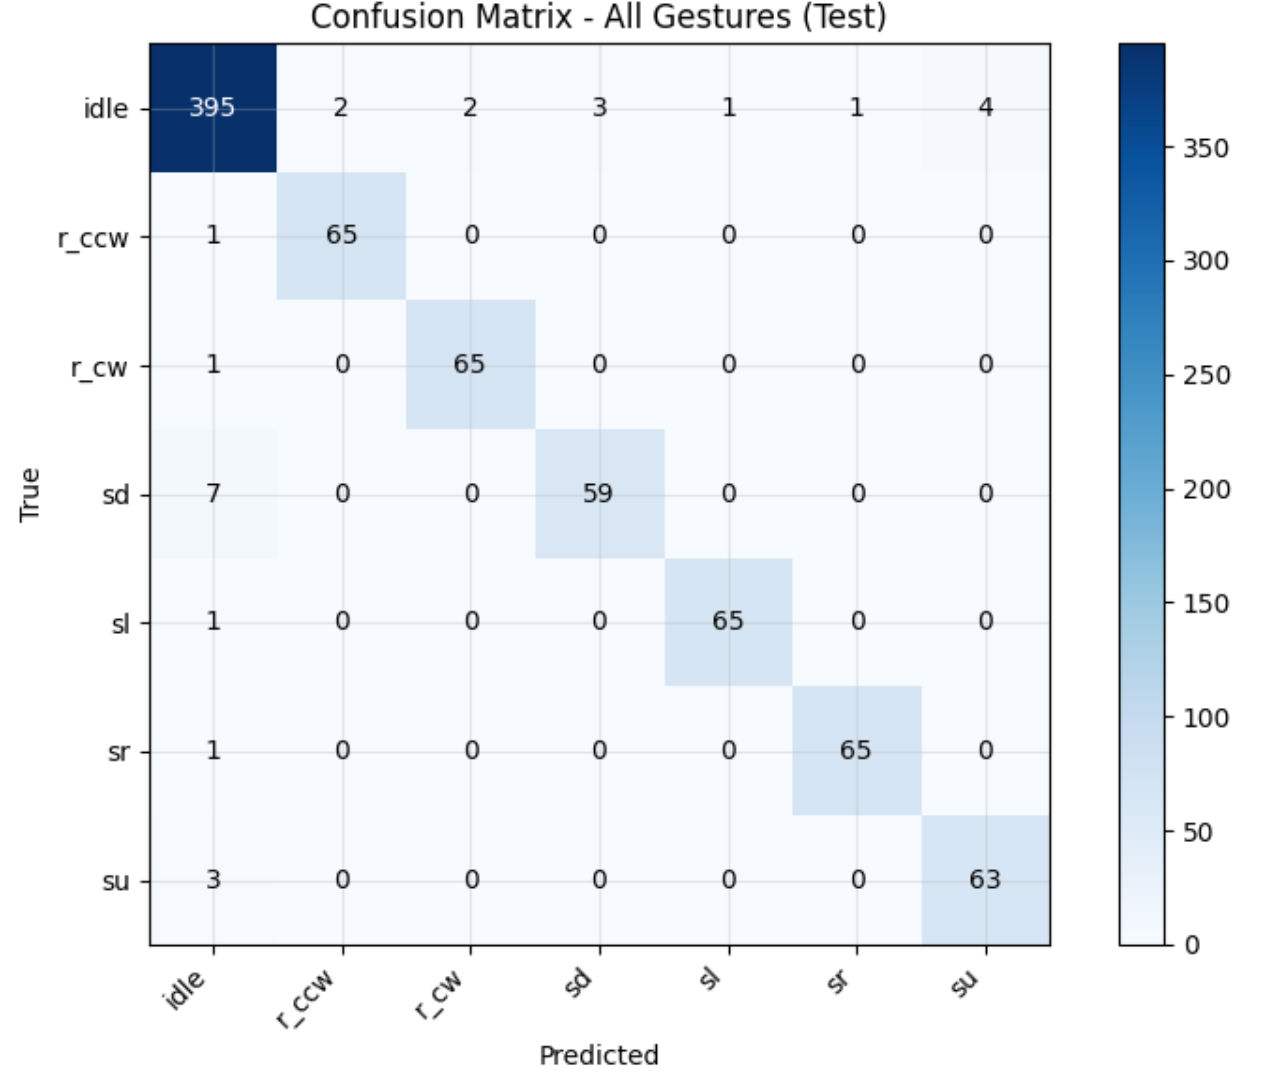 Confusion Matrix - All Gestures (Test)
idle 395 2 2 3 1 1 4
r_ccw 1 65 0 0 0 0 0
r_cw 1 0 65 0 0 0 0
sd 7 0 0 59 0 0 0
sl 1 0 0 0 65 0 0
sr 1 0 0 0 0 65 0
su 3 0 0 0 0 0 63
True
idle r_ccw r_cw sd sl sr su
Predicted
350
300
250
200
150
100
50
0